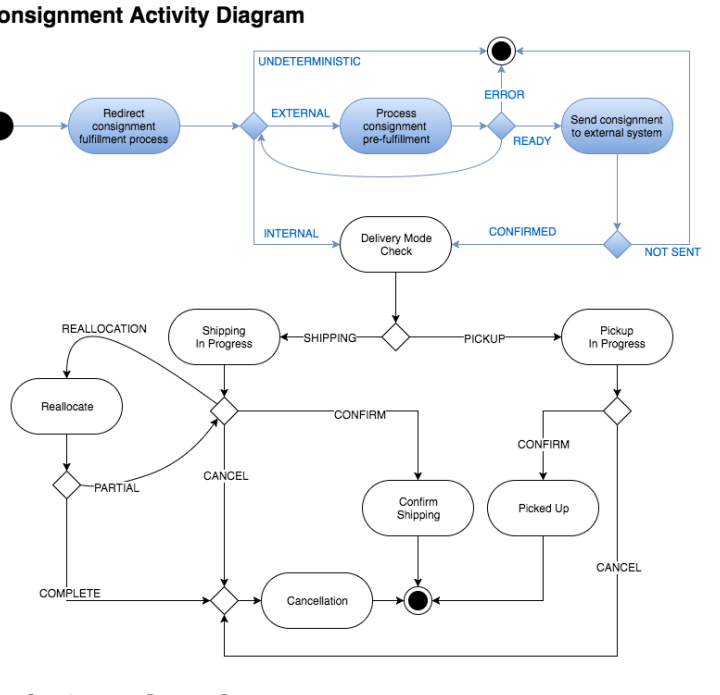 onsignment Activity Diagram
UNDETERMINISTIC
ERROR
Redirect
consignment
fulfillment process
EXTERNAL
Process
consignment
pre-fulfillment
READY
Send consignment
to external system
INTERNAL
Delivery Mode
Check
CONFIRMED
NOT SENT
REALLOCATION
Shipping
In Progress
SHIPPING
PICKUP
Pickup
In Progress
Reallocate
CONFIRM
CONFIRM
CANCEL
PARTIAL
Confirm
Shipping
Picked Up
CANCEL
COMPLETE
Cancellation